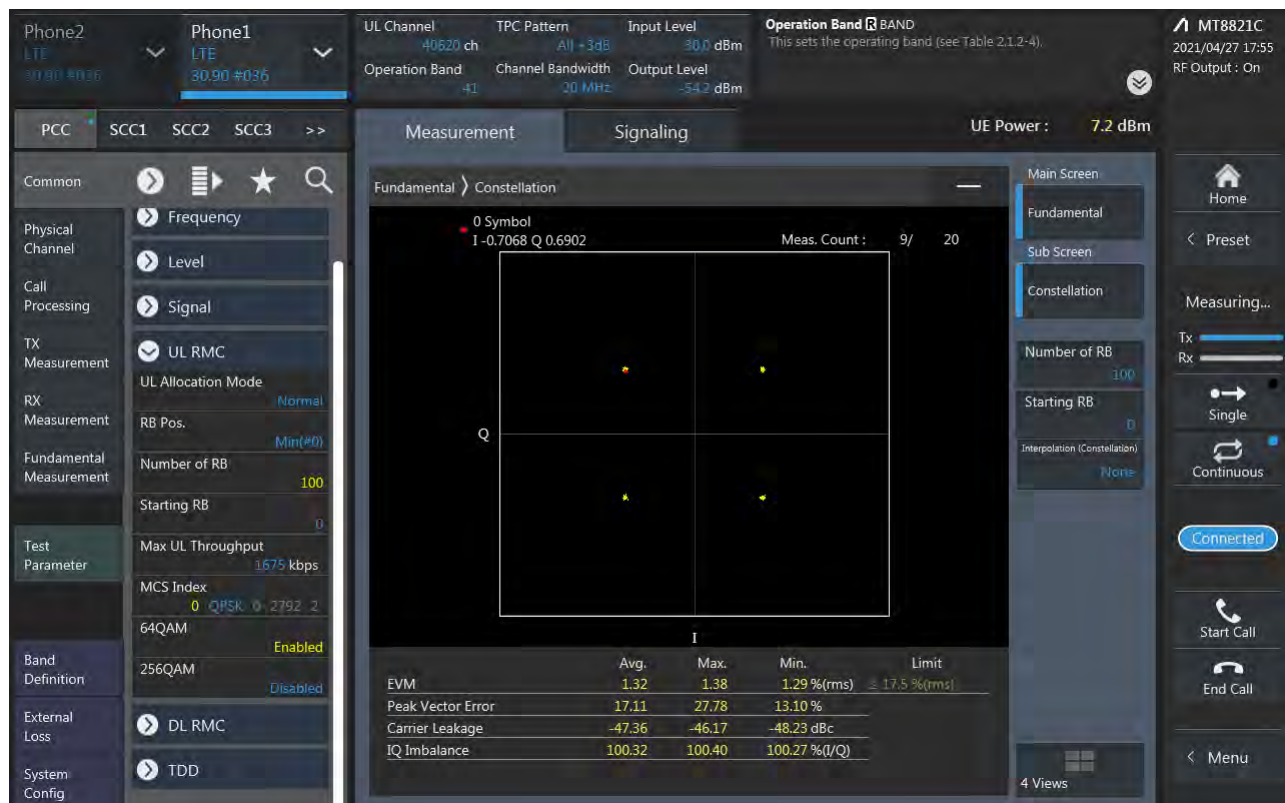 Phone2
LTE
30.90 #036
Phone1
LTE
30.90 #036
UL Channel
40620 ch
TPC Pattern
All +3dB
Input Level
30.0 dBm
Operation Band
41
Channel Bandwidth
20 MHz
Output Level
-54.2 dBm
Operation Band R BAND
This sets the operating band (see Table 2.1.2-4).
MT8821C
2021/04/27 17:55
RF Output : On
PCC SCC1 SCC2 SCC3 >>
Measurement
Signaling
UE Power : 7.2 dBm
Common
Physical
Channel
Call
Processing
TX
Measurement
RX
Measurement
Fundamental
Measurement
Test
Parameter
Band
Definition
External
Loss
System
Config
Frequency
Level
Signal
UL RMC
UL Allocation Mode
Normal
RB Pos.
Min(#0)
Number of RB
100
Starting RB
0
Max UL Throughput
1675 kbps
MCS Index
0 QPSK 0 2792 2
64QAM
Enabled
256QAM
Disabled
DL RMC
TDD
Fundamental ❭ Constellation
0 Symbol
I -0.7068 Q 0.6902
Meas. Count : 9/ 20
Q
I
Avg. Max. Min. Limit
EVM 1.32 1.38 1.29 %(rms) ≤ 17.5 %(rms)
Peak Vector Error 17.11 27.78 13.10 %
Carrier Leakage -47.36 -46.17 -48.23 dBc
IQ Imbalance 100.32 100.40 100.27 %(I/Q)
Main Screen
Fundamental
Sub Screen
Constellation
Number of RB
100
Starting RB
0
Interpolation (Constellation)
None
4 Views
Home
< Preset
Measuring...
Tx
Rx
Single
Continuous
Connected
Start Call
End Call
< Menu